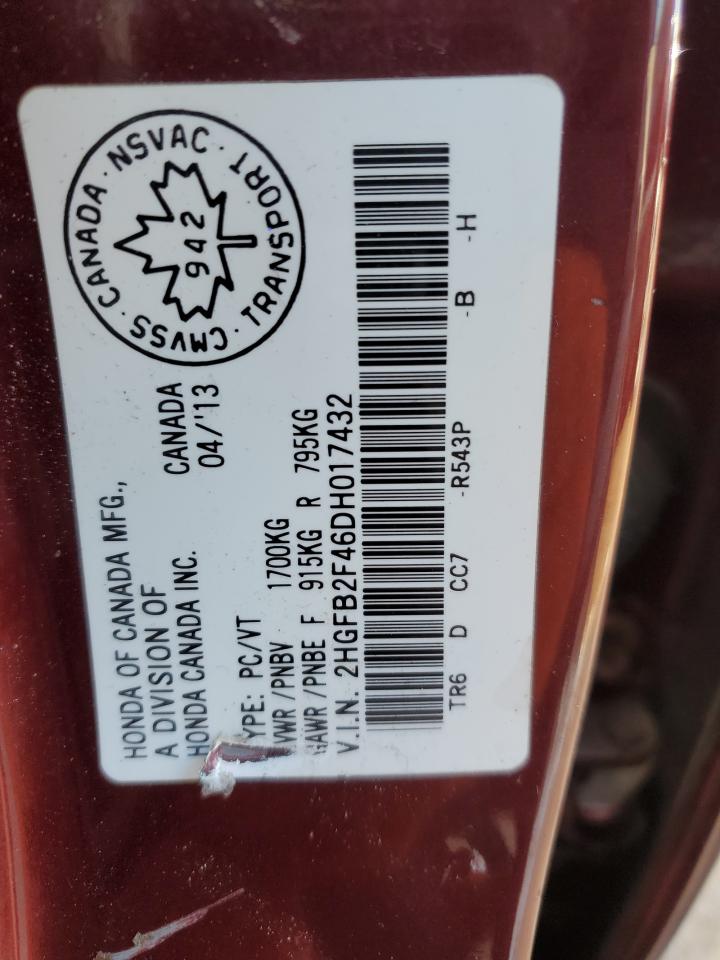 HONDA OF CANADA MFG.,
A DIVISION OF
HONDA CANADA INC.
CANADA
04/'13
CMVSS · CANADA · NSVAC · TRANSPORT ·
942
YPE: PC/VT
VWR/PNBV 1700KG
GAWR/PNBE F 915KG R 795KG
V.I.N. 2HGFB2F46DH017432
TR6 D CC7 -R543P -B -H